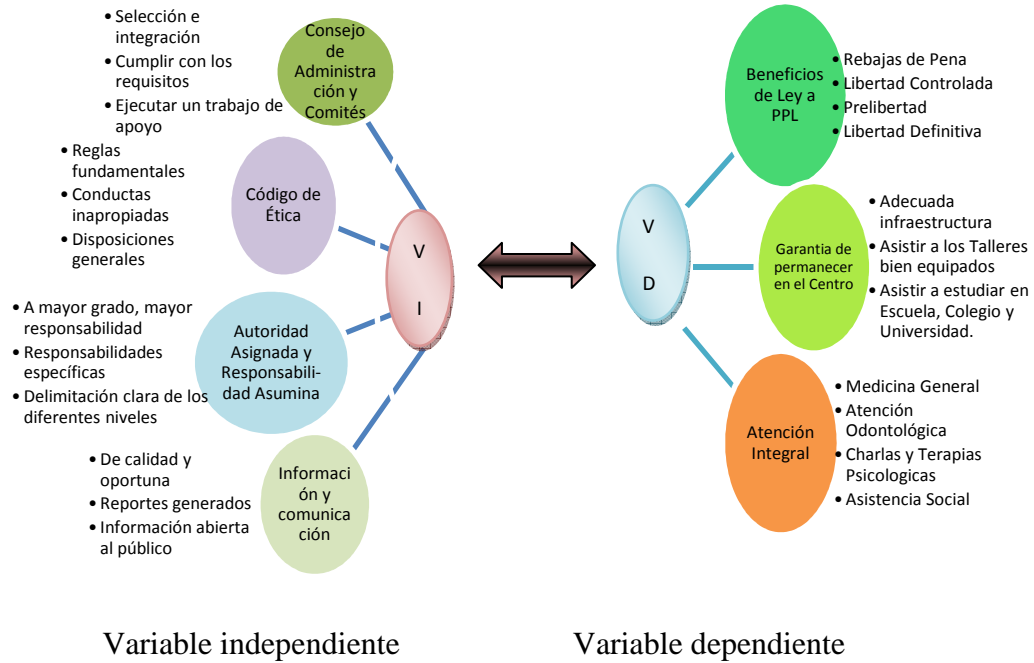 • Selección e
integración
• Cumplir con los
requisitos
• Ejecutar un trabajo de
apoyo
Consejo
de
Administra
ción y
Comités
• Reglas
fundamentales
• Conductas
inapropiadas
• Disposiciones
generales
Código de
Ética
• A mayor grado, mayor
responsabilidad
• Responsabilidades
específicas
• Delimitación clara de los
diferentes niveles
Autoridad
Asignada y
Responsabili-
dad Asumina
• De calidad y
oportuna
• Reportes generados
• Información abierta
al público
Informaci
ón y
comunica
ción
V
I
V
D
Beneficios
de Ley a
PPL
• Rebajas de Pena
• Libertad Controlada
• Prelibertad
• Libertad Definitiva
Garantia de
permanecer
en el Centro
• Adecuada
infraestructura
• Asistir a los Talleres
bien equipados
• Asistir a estudiar en
Escuela, Colegio y
Universidad.
Atención
Integral
• Medicina General
• Atención
Odontológica
• Charlas y Terapias
Psicologicas
• Asistencia Social
Variable independiente
Variable dependiente